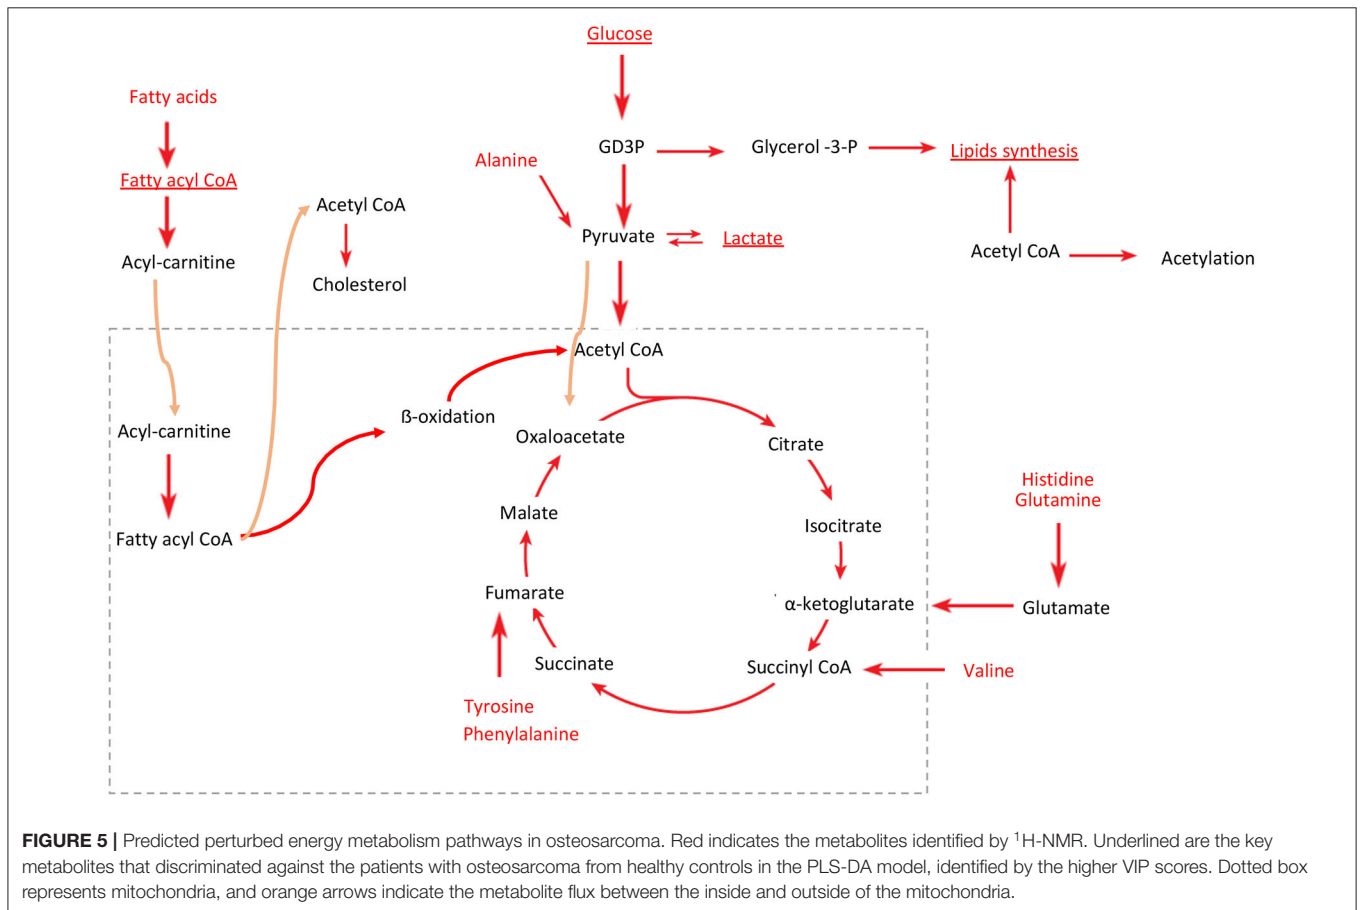 Glucose
Fatty acids
GD3P
Glycerol -3-P
Lipids synthesis
Alanine
Fatty acyl CoA
Acetyl CoA
Pyruvate
Lactate
Acetyl CoA
Acetylation
Acyl-carnitine
Cholesterol
Acetyl CoA
ß-oxidation
Acyl-carnitine
Oxaloacetate
Citrate
Histidine
Glutamine
Malate
Isocitrate
Fatty acyl CoA
Fumarate
α-ketoglutarate
Glutamate
Succinate
Succinyl CoA
Valine
Tyrosine
Phenylalanine
FIGURE 5 | Predicted perturbed energy metabolism pathways in osteosarcoma. Red indicates the metabolites identified by ¹H-NMR. Underlined are the key
metabolites that discriminated against the patients with osteosarcoma from healthy controls in the PLS-DA model, identified by the higher VIP scores. Dotted box
represents mitochondria, and orange arrows indicate the metabolite flux between the inside and outside of the mitochondria.